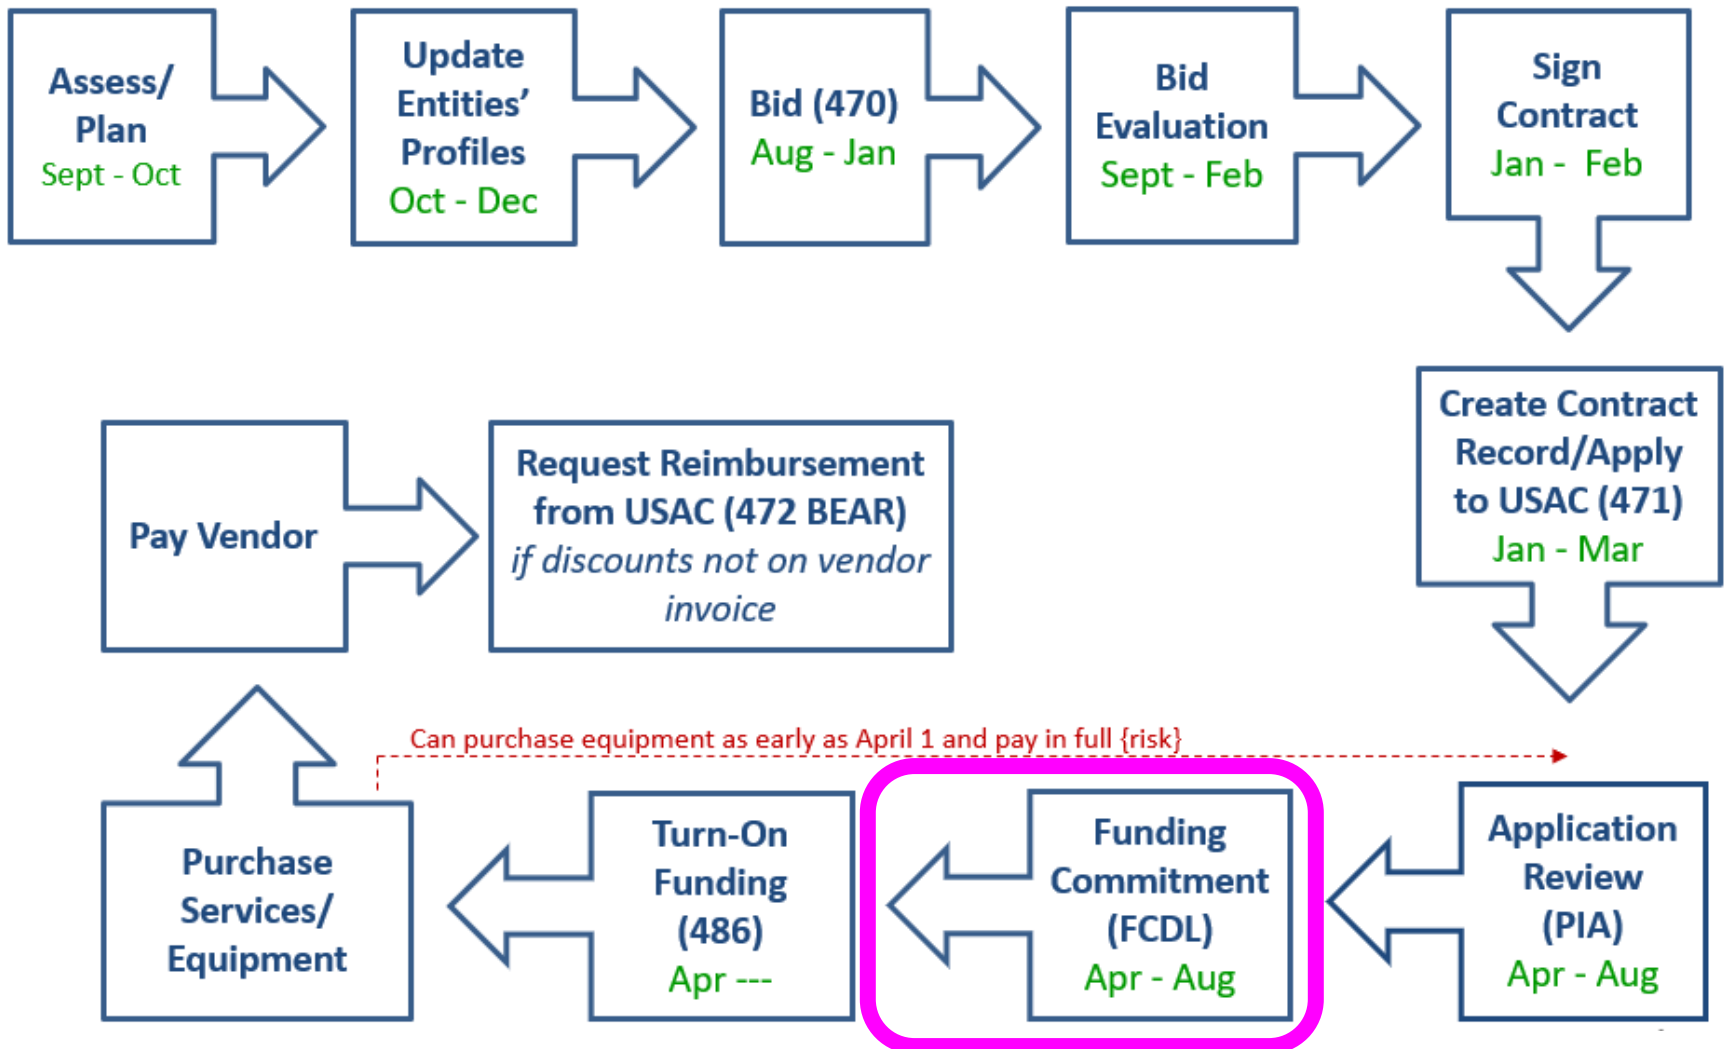 Assess/
Plan
Sept - Oct
Update
Entities’
Profiles
Oct - Dec
Bid (470)
Aug - Jan
Bid
Evaluation
Sept - Feb
Sign
Contract
Jan -  Feb
Create Contract
Record/Apply
to USAC (471)
Jan - Mar
Application
Review
(PIA)
Apr - Aug
Funding
Commitment
(FCDL)
Apr - Aug
Turn-On
Funding
(486)
Apr ---
Can purchase equipment as early as April 1 and pay in full {risk}
Purchase
Services/
Equipment
Pay Vendor
Request Reimbursement
from USAC (472 BEAR)
if discounts not on vendor
invoice